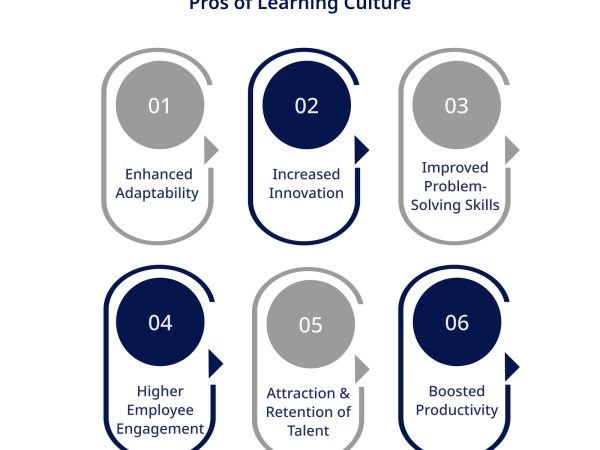 Pros of Learning Culture
01
Enhanced
Adaptability
02
Increased
Innovation
03
Improved
Problem-
Solving Skills
04
Higher
Employee
Engagement
05
Attraction &
Retention of
Talent
06
Boosted
Productivity